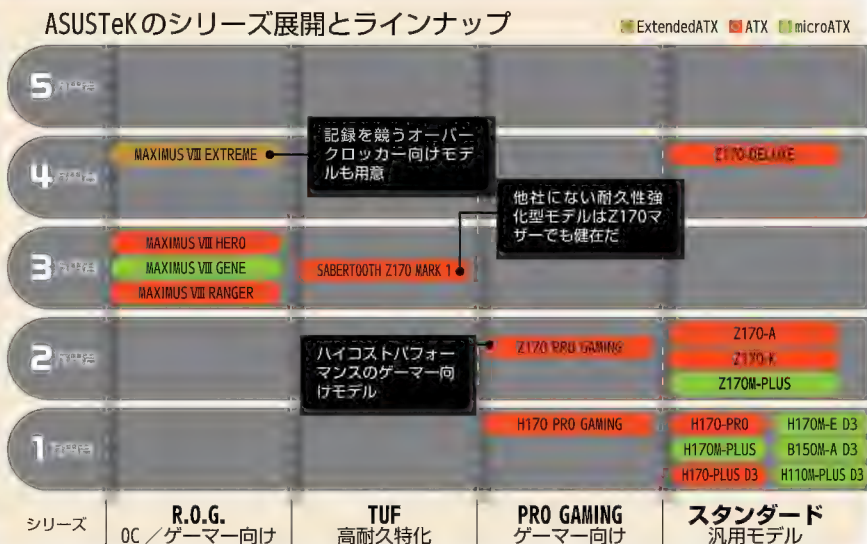 ASUSTeKのシリーズ展開とラインナップ
ExtendedATX ATX microATX
5
4
MAXIMUS VIII EXTREME
記録を競うオーバー
クロッカー向けモデ
ルも用意
Z170-DELUXE
他社にない耐久性強
化型モデルはZ170マ
ザーでも健在だ
3
MAXIMUS VIII HERO
MAXIMUS VIII GENE
MAXIMUS VIII RANGER
SABERTOOTH Z170 MARK 1
2
ハイコストパフォー
マンスのゲーマー向
けモデル
Z170 PRO GAMING
Z170-A
Z170-K
Z170M-PLUS
1
H170 PRO GAMING
H170-PRO H170M-E D3
H170M-PLUS B150M-A D3
H170-PLUS D3 H110M-PLUS D3
シリーズ
R.O.G.
OC／ゲーマー向け
TUF
高耐久特化
PRO GAMING
ゲーマー向け
スタンダード
汎用モデル